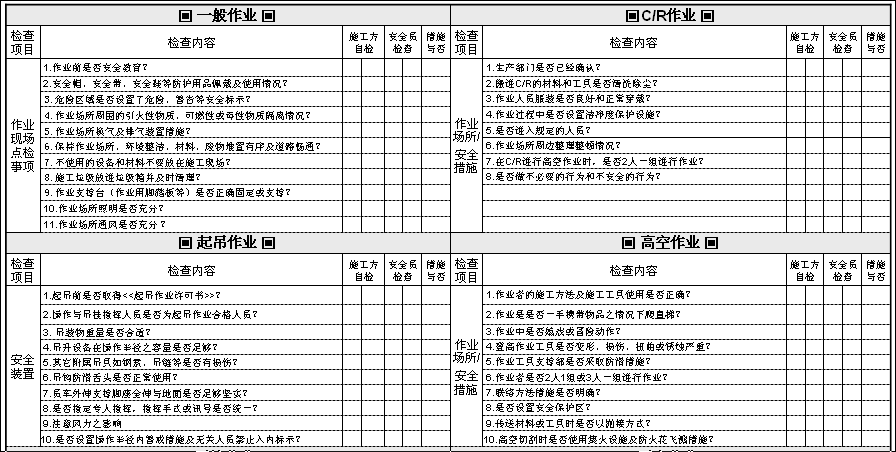 ▣ 一般作业 ▣
检查项目
检查内容
施工方自检
安全员检查
措施与否
作业现场点检事项
1.作业前是否安全教育？
2.安全帽，安全带，安全鞋等防护用品佩戴及使用情况？
3.危险区域是否设置了危险，警告等安全标示？
4.作业场所周围的引火性物质，可燃性或毒性物质隔离情况？
5.作业场所换气及排气装置措施？
6.保持作业场所，环境整洁，材料，废物堆置有序及道路畅通？
7.不使用的设备和材料不要放在施工现场？
8.施工垃圾放进垃圾箱并及时清理？
9.作业支撑台（作业用脚踏板等）是否正确固定或支撑？
10.作业场所照明是否充分？
11.作业场所通风是否充分？
▣ C/R作业 ▣
检查项目
检查内容
施工方自检
安全员检查
措施与否
作业场所/安全措施
1.生产部门是否已经确认？
2.搬进C/R的材料和工具是否清洗除尘？
3.作业人员服装是否良好和正常穿戴？
4.作业过程中是否设置洁净度保护设施？
5.是否进入规定的人员？
6.作业场所周边整理整顿情况？
7.在C/R进行高空作业时，是否2人一组进行作业？
8.是否做不必要的行为和不安全的行为？
▣ 起吊作业 ▣
检查项目
检查内容
施工方自检
安全员检查
措施与否
安全装置
1.起吊前是否取得<<起吊作业许可书>>？
2.操作与吊挂指挥人员是否为起吊作业合格人员？
3.吊装物重量是否合适？
4.吊升设备在操作半径之容量是否足够？
5.其它附属吊具如钢索，吊链等是否有损伤？
6.吊钩防滑舌头是否正常使用？
7.吊车外伸支撑脚座全伸与地面是否足够坚实？
8.是否指定专人指挥，指挥手式或讯号是否统一？
9.注意风力之影响
10.是否设置操作半径内警戒措施及无关人员禁止入内标示？
▣ 高空作业 ▣
检查项目
检查内容
施工方自检
安全员检查
措施与否
作业场所/安全措施
1.作业者的施工方法及施工工具使用是否正确？
2.作业是是否一手携带物品之情况下爬直梯？
3.作业中是否嬉戏或冒险动作？
4.登高作业工具是否变形，损伤，扭曲或锈蚀严重？
5.作业工具支撑部是否采取防滑措施？
6.作业者是否2人1组或3人一组进行作业？
7.联络方法措施是否明确？
8.是否设置安全保护区？
9.传送材料或工具时是否以抛接方式？
10.高空切割时是否使用集火设施及防火花飞溅措施？